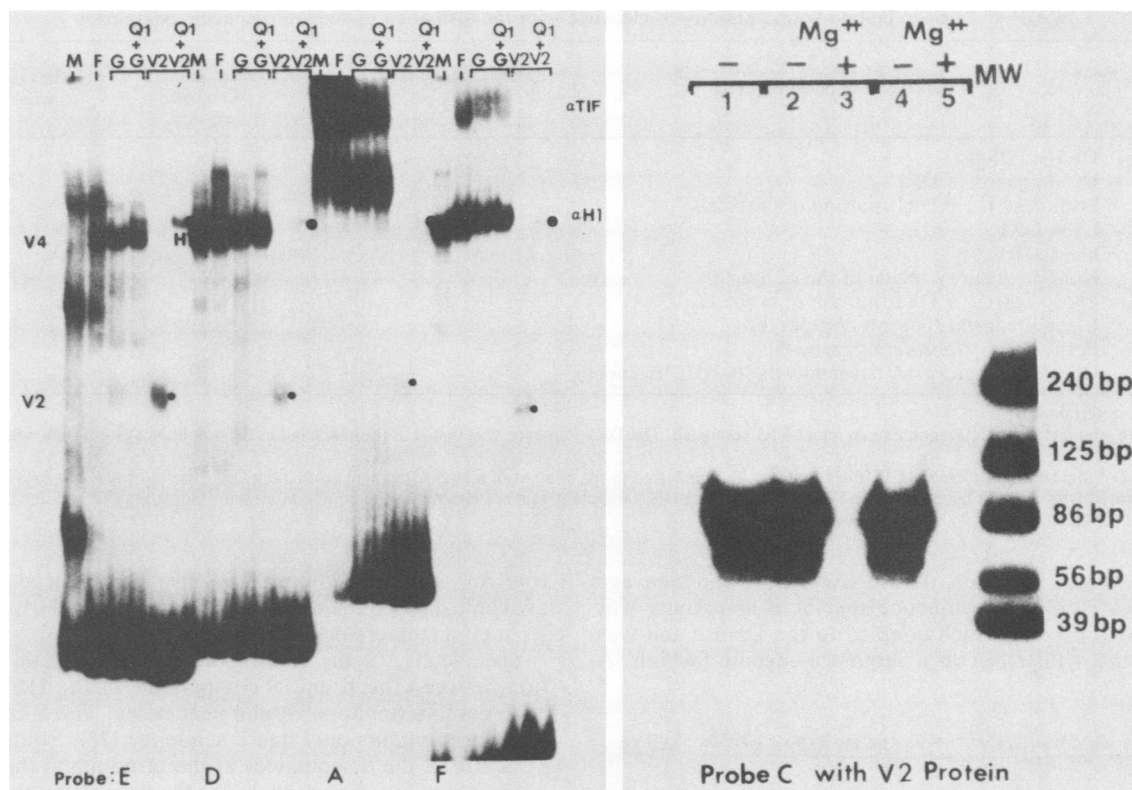 Q1 Q1 Q1 Q1 Q1 Q1 Q1 Q1
+ + + + + + + +
M F G G V2 V2 M F G G V2 V2 M F G G V2 V2 M F G G V2 V2
αTIF
αH1
V4
H1
V2
Probe: E D A F
Mg++ Mg++
− − + − + MW
1 2 3 4 5
240 bp
125 bp
86 bp
56 bp
39 bp
Probe C with V2 Protein